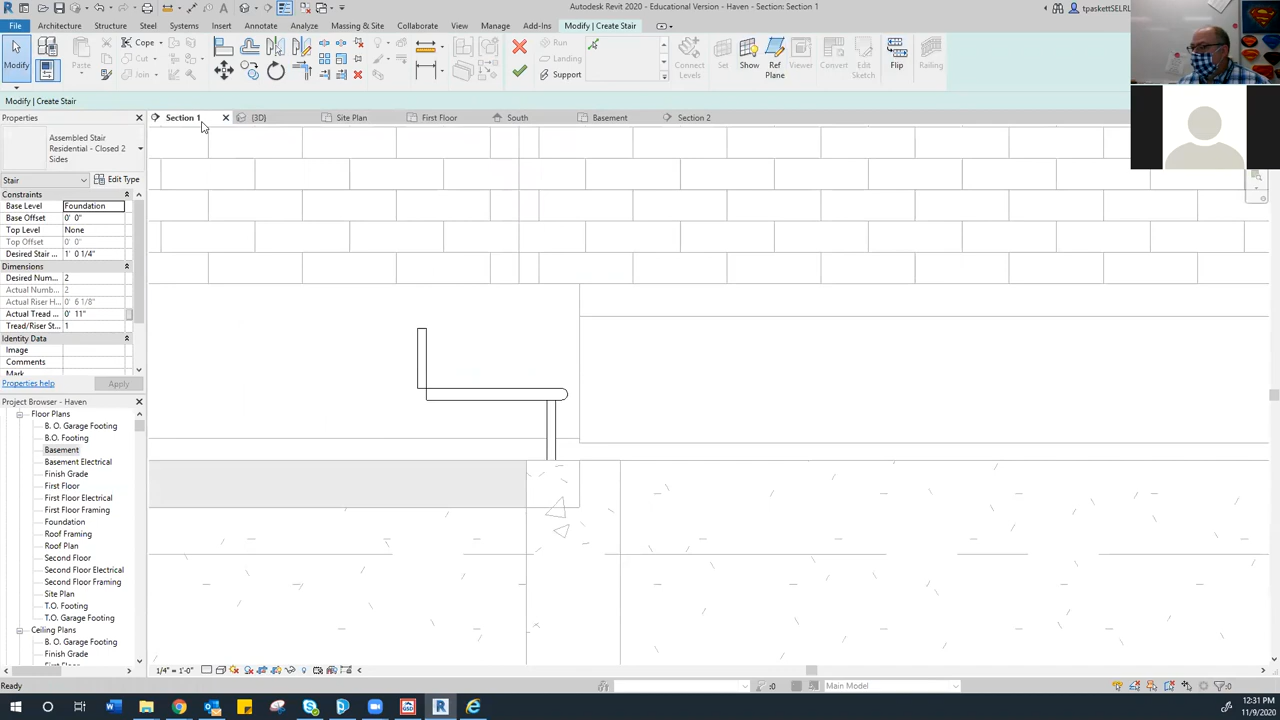 Autodesk Revit 2020 - Educational Version - Haven - Section: Section 1
tpaskettSELRL
File Architecture Structure Steel Systems Insert Annotate Analyze Massing & Site Collaborate View Manage Add-Ins Modify | Create Stair
Modify
Paste
Cope
Cut
Join
Run
Landing
Support
Connect Levels
Set
Show
Ref Plane
Viewer
Convert
Edit Sketch
Flip
Railing
Modify | Create Stair
Properties
Section 1
(3D)
Site Plan
First Floor
South
Basement
Section 2
Assembled Stair
Residential - Closed 2
Sides
Stair
Edit Type
Constraints
Base Level Foundation
Base Offset 0' 0"
Top Level None
Top Offset 0' 0"
Desired Stair ... 1' 0 1/4"
Dimensions
Desired Num... 2
Actual Numb... 2
Actual Riser H... 0' 6 1/8"
Actual Tread ... 0' 11"
Tread/Riser St... 1
Identity Data
Image
Comments
Mark
Properties help
Apply
Project Browser - Haven
Floor Plans
B. O. Garage Footing
B.O. Footing
Basement
Basement Electrical
Finish Grade
First Floor
First Floor Electrical
First Floor Framing
Foundation
Roof Framing
Roof Plan
Second Floor
Second Floor Electrical
Second Floor Framing
Site Plan
T.O. Footing
T.O. Garage Footing
Ceiling Plans
B. O. Garage Footing
B.O. Footing
1/4" = 1'-0"
Ready
:0
Main Model
:0
12:31 PM
11/9/2020